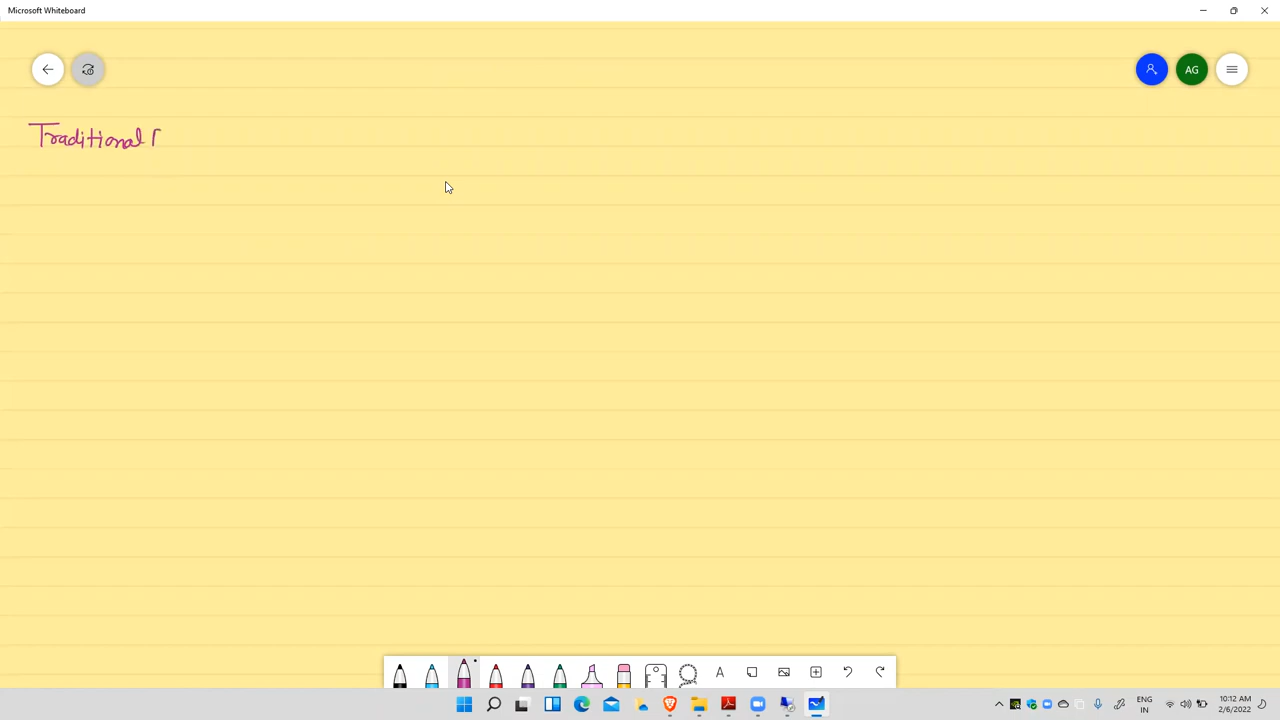 Microsoft Whiteboard
AG
Traditional
A
ENG
IN
10:12 AM
2/6/2022